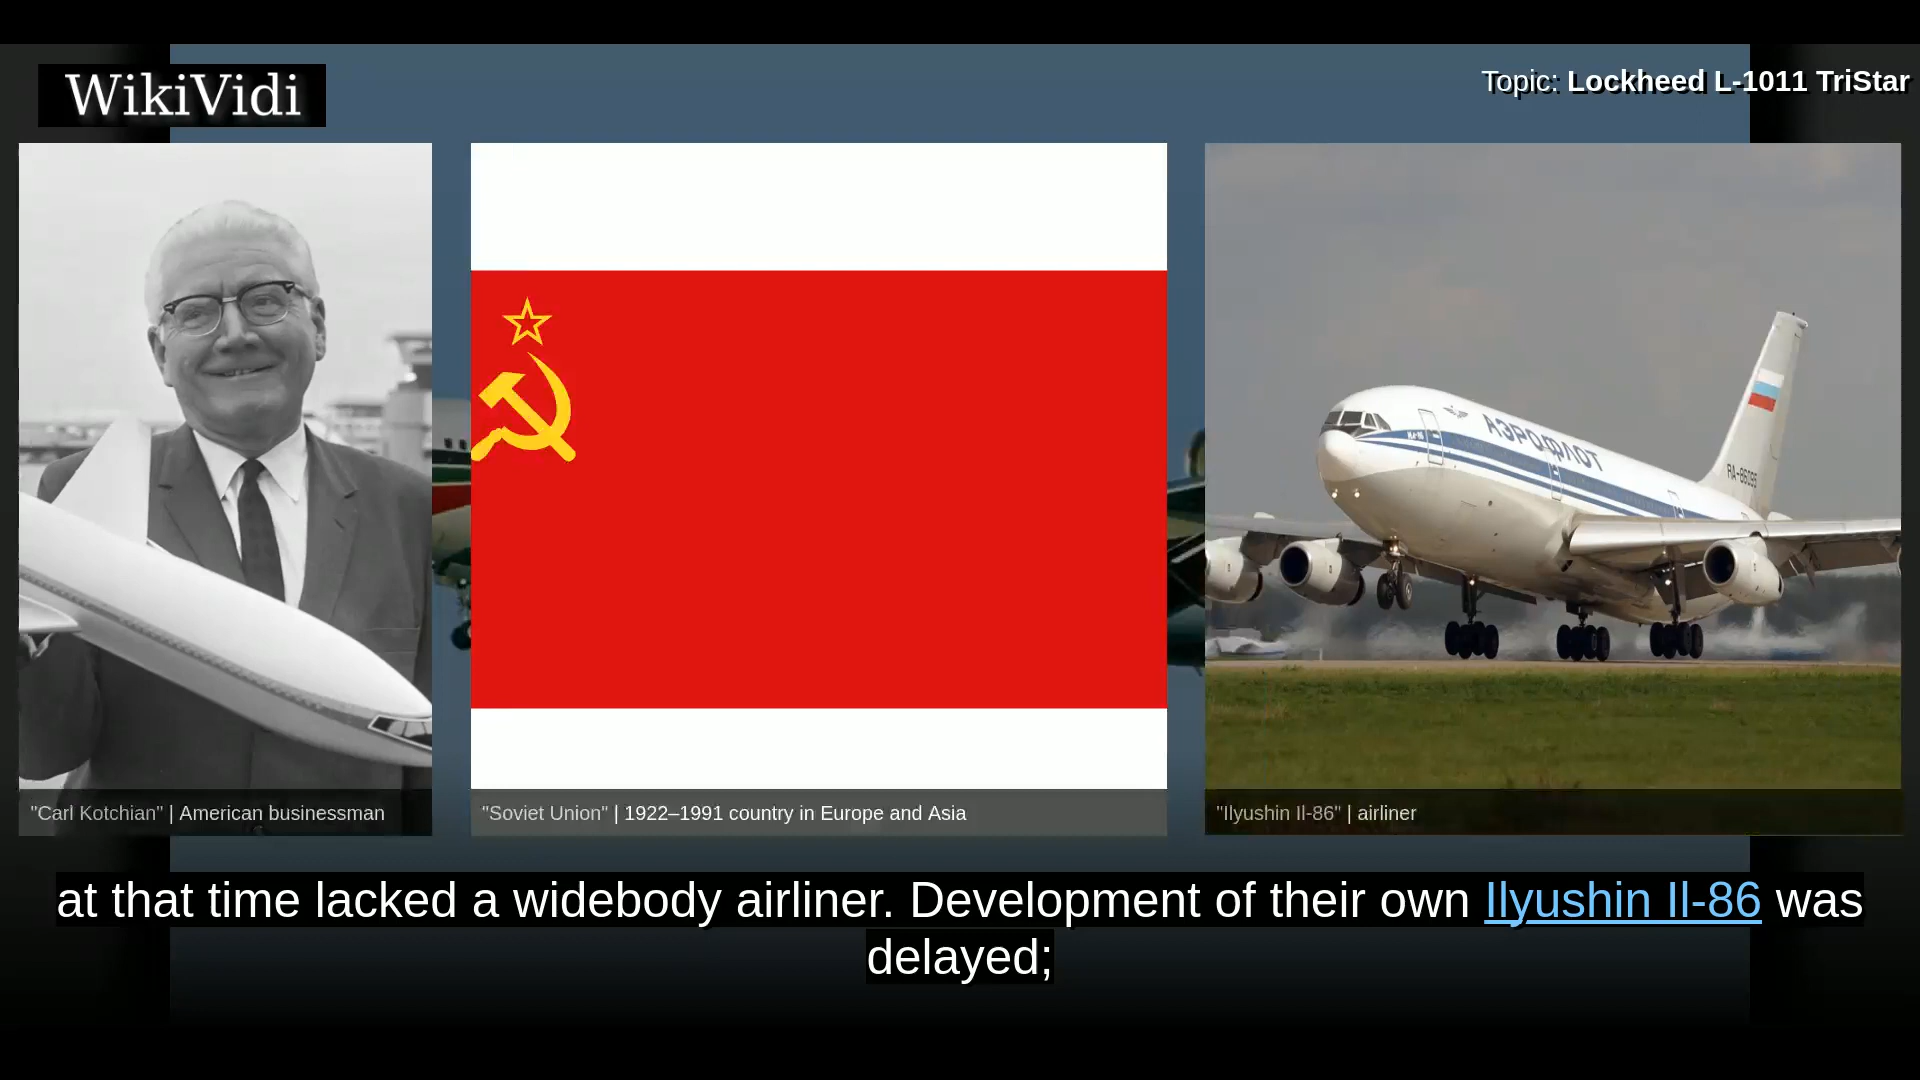 WikiVidi
Topic: Lockheed L-1011 TriStar
АЭРОФЛОТ
RA-86095
"Carl Kotchian" | American businessman
"Soviet Union" | 1922–1991 country in Europe and Asia
"Ilyushin Il-86" | airliner
at that time lacked a widebody airliner. Development of their own Ilyushin Il-86 was
delayed;